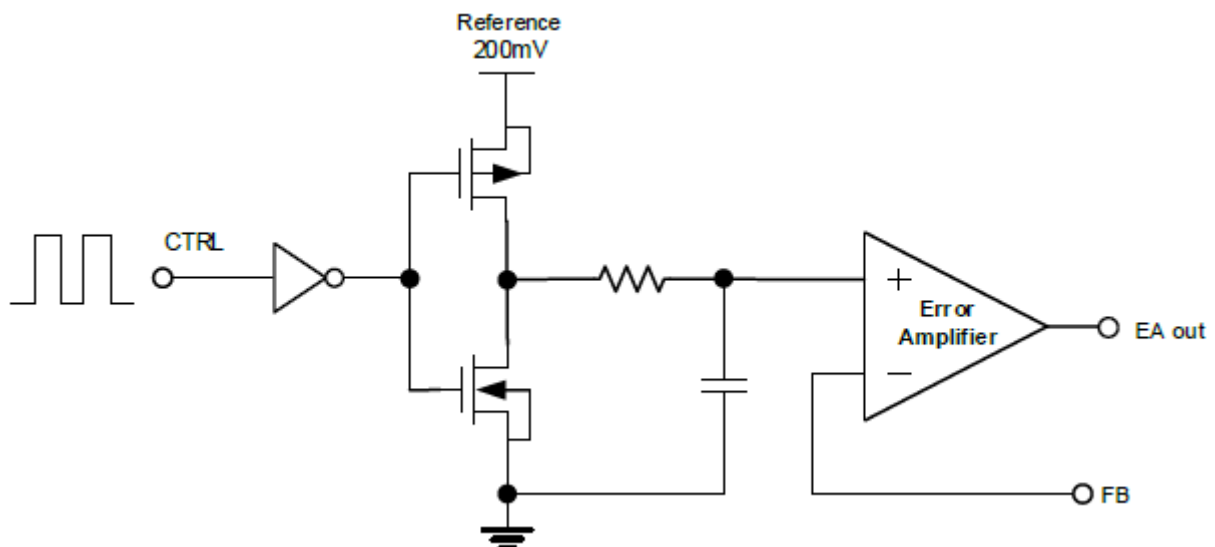 Reference
200mV
CTRL
+
Error
Amplifier
−
EA out
FB